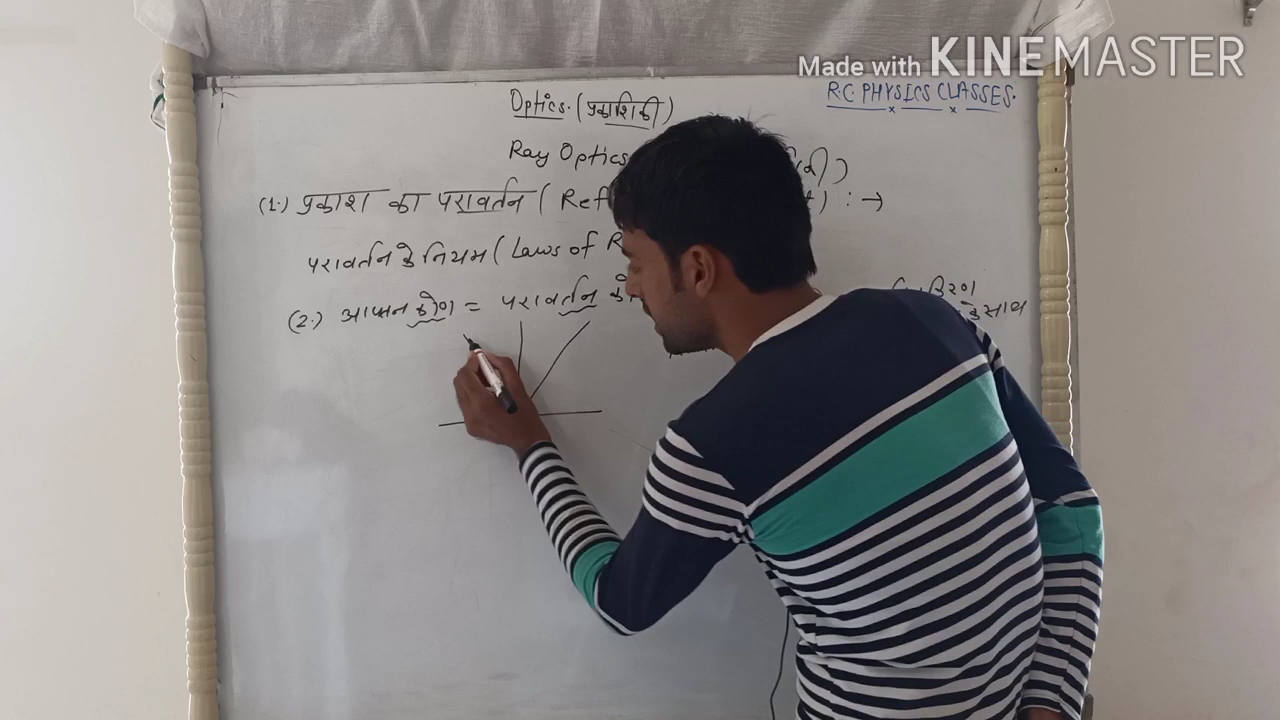 Made with KINEMASTER
RC PHYSICS CLASSES.
Optics. (प्रकाशिकी)
Ray Optics
(1.) प्रकाश का परावर्तन (Ref t) : →
परावर्तन के नियम (Laws of R
(2.) आपतन कोण = परावर्तन को
के साथ